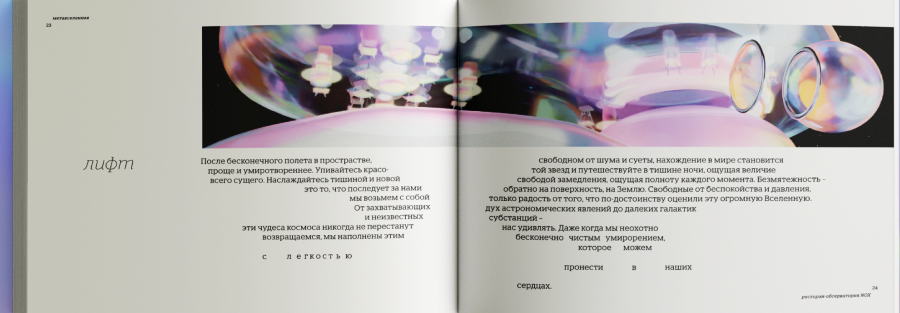 метавселенная
23
лифт
После бесконечного полета в прострастве,
проще и умиротвореннее. Упивайтесь красо-
всего сущего. Наслаждайтесь тишиной и новой
это то, что последует за нами
мы возьмем с собой
От захватывающих
и неизвестных
эти чудеса космоса никогда не перестанут
возвращаемся, мы наполнены этим
с легкостью
свободном от шума и суеты, нахождение в мире становится
той звезд и путешествуйте в тишине ночи, ощущая величие
свободой замедления, ощущая полноту каждого момента. Безмятежность –
обратно на поверхность, на Землю. Свободные от беспокойства и давления,
только радость от того, что по-достоинству оценили эту огромную Вселенную.
дух астрономических явлений до далеких галактик
субстанций –
нас удивлять. Даже когда мы неохотно
бесконечно чистым умирорением,
которое можем
пронести в наших
сердцах.
24
ресторан-обсерватория NOX